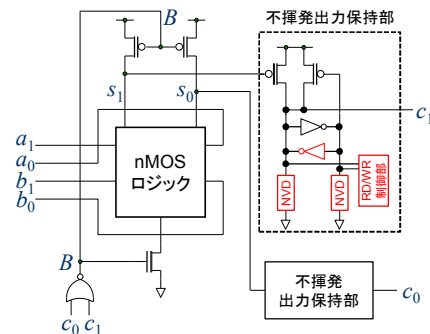 不揮発出力保持部
B
s1
s0
c1
a1
a0
b1
b0
nMOS
ロジック
NVD
NVD
RD/WR
制御部
B
c0 c1
不揮発
出力保持部
c0